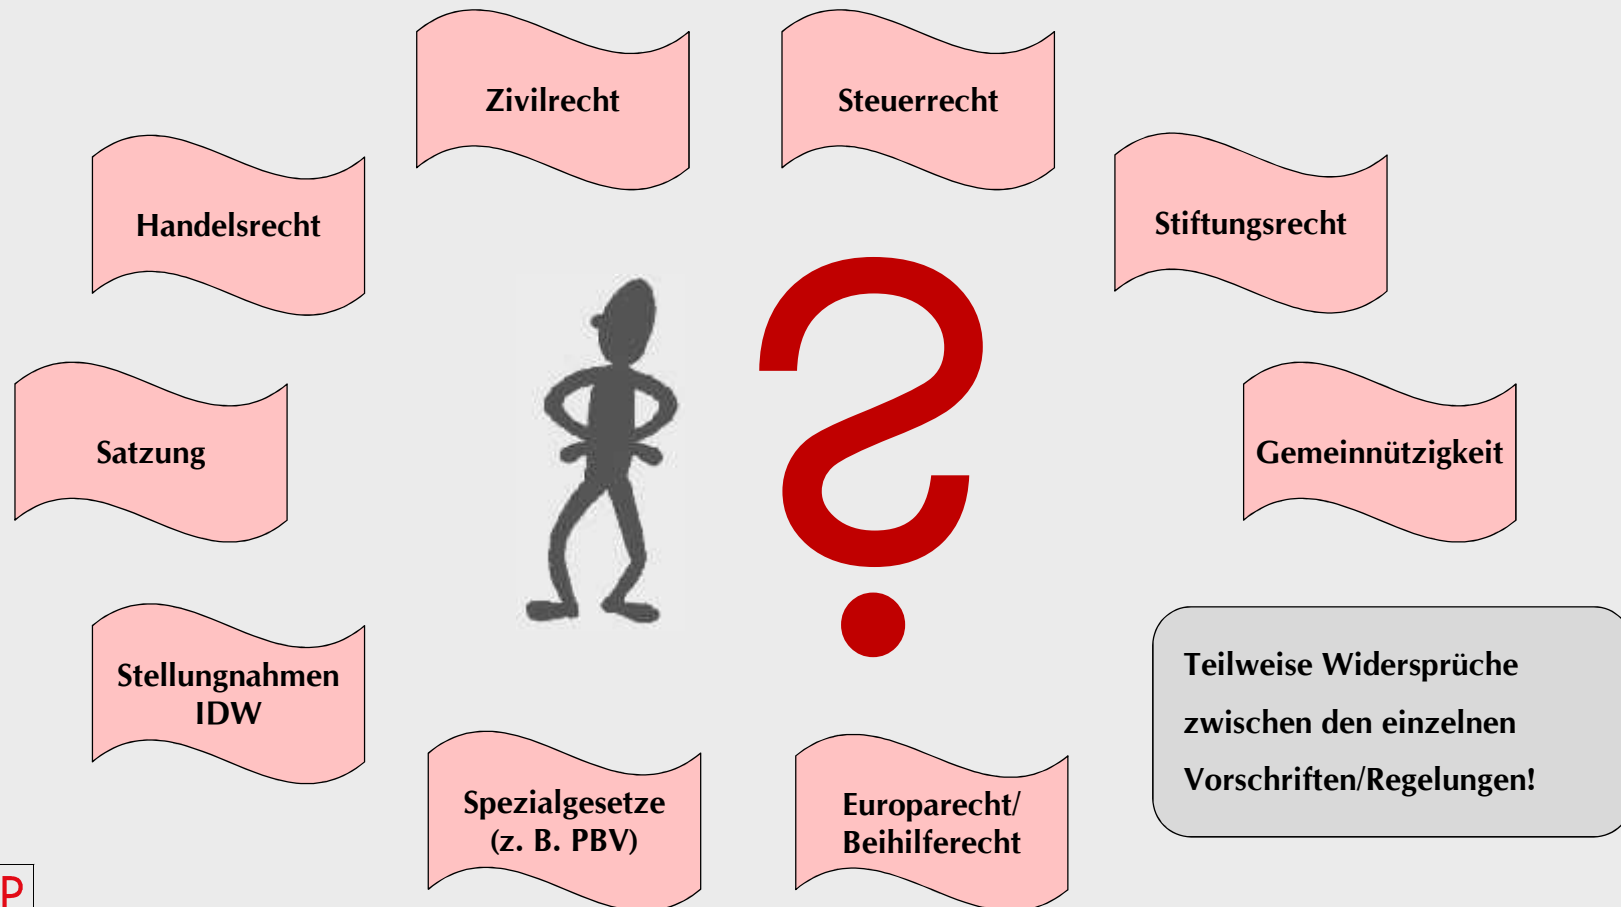 Zivilrecht
Steuerrecht
Handelsrecht
Stiftungsrecht
Satzung
Gemeinnützigkeit
Stellungnahmen
IDW
Spezialgesetze
(z. B. PBV)
Europarecht/
Beihilferecht
Teilweise Widersprüche
zwischen den einzelnen
Vorschriften/Regelungen!
P
?